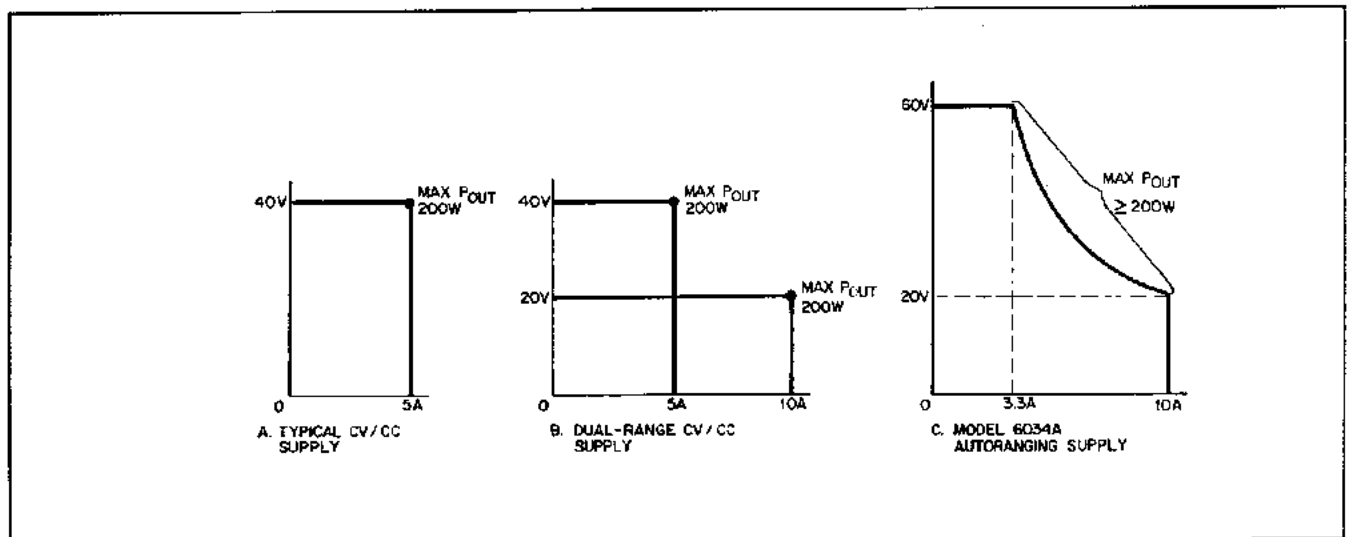 40V
MAX POUT
200W
0
5A
A. TYPICAL CV/CC
SUPPLY
40V
MAX POUT
200W
20V
MAX POUT
200W
0
5A
10A
B. DUAL-RANGE CV/CC
SUPPLY
60V
MAX POUT
≥200W
20V
0
3.3A
10A
C. MODEL 6034A
AUTORANGING SUPPLY